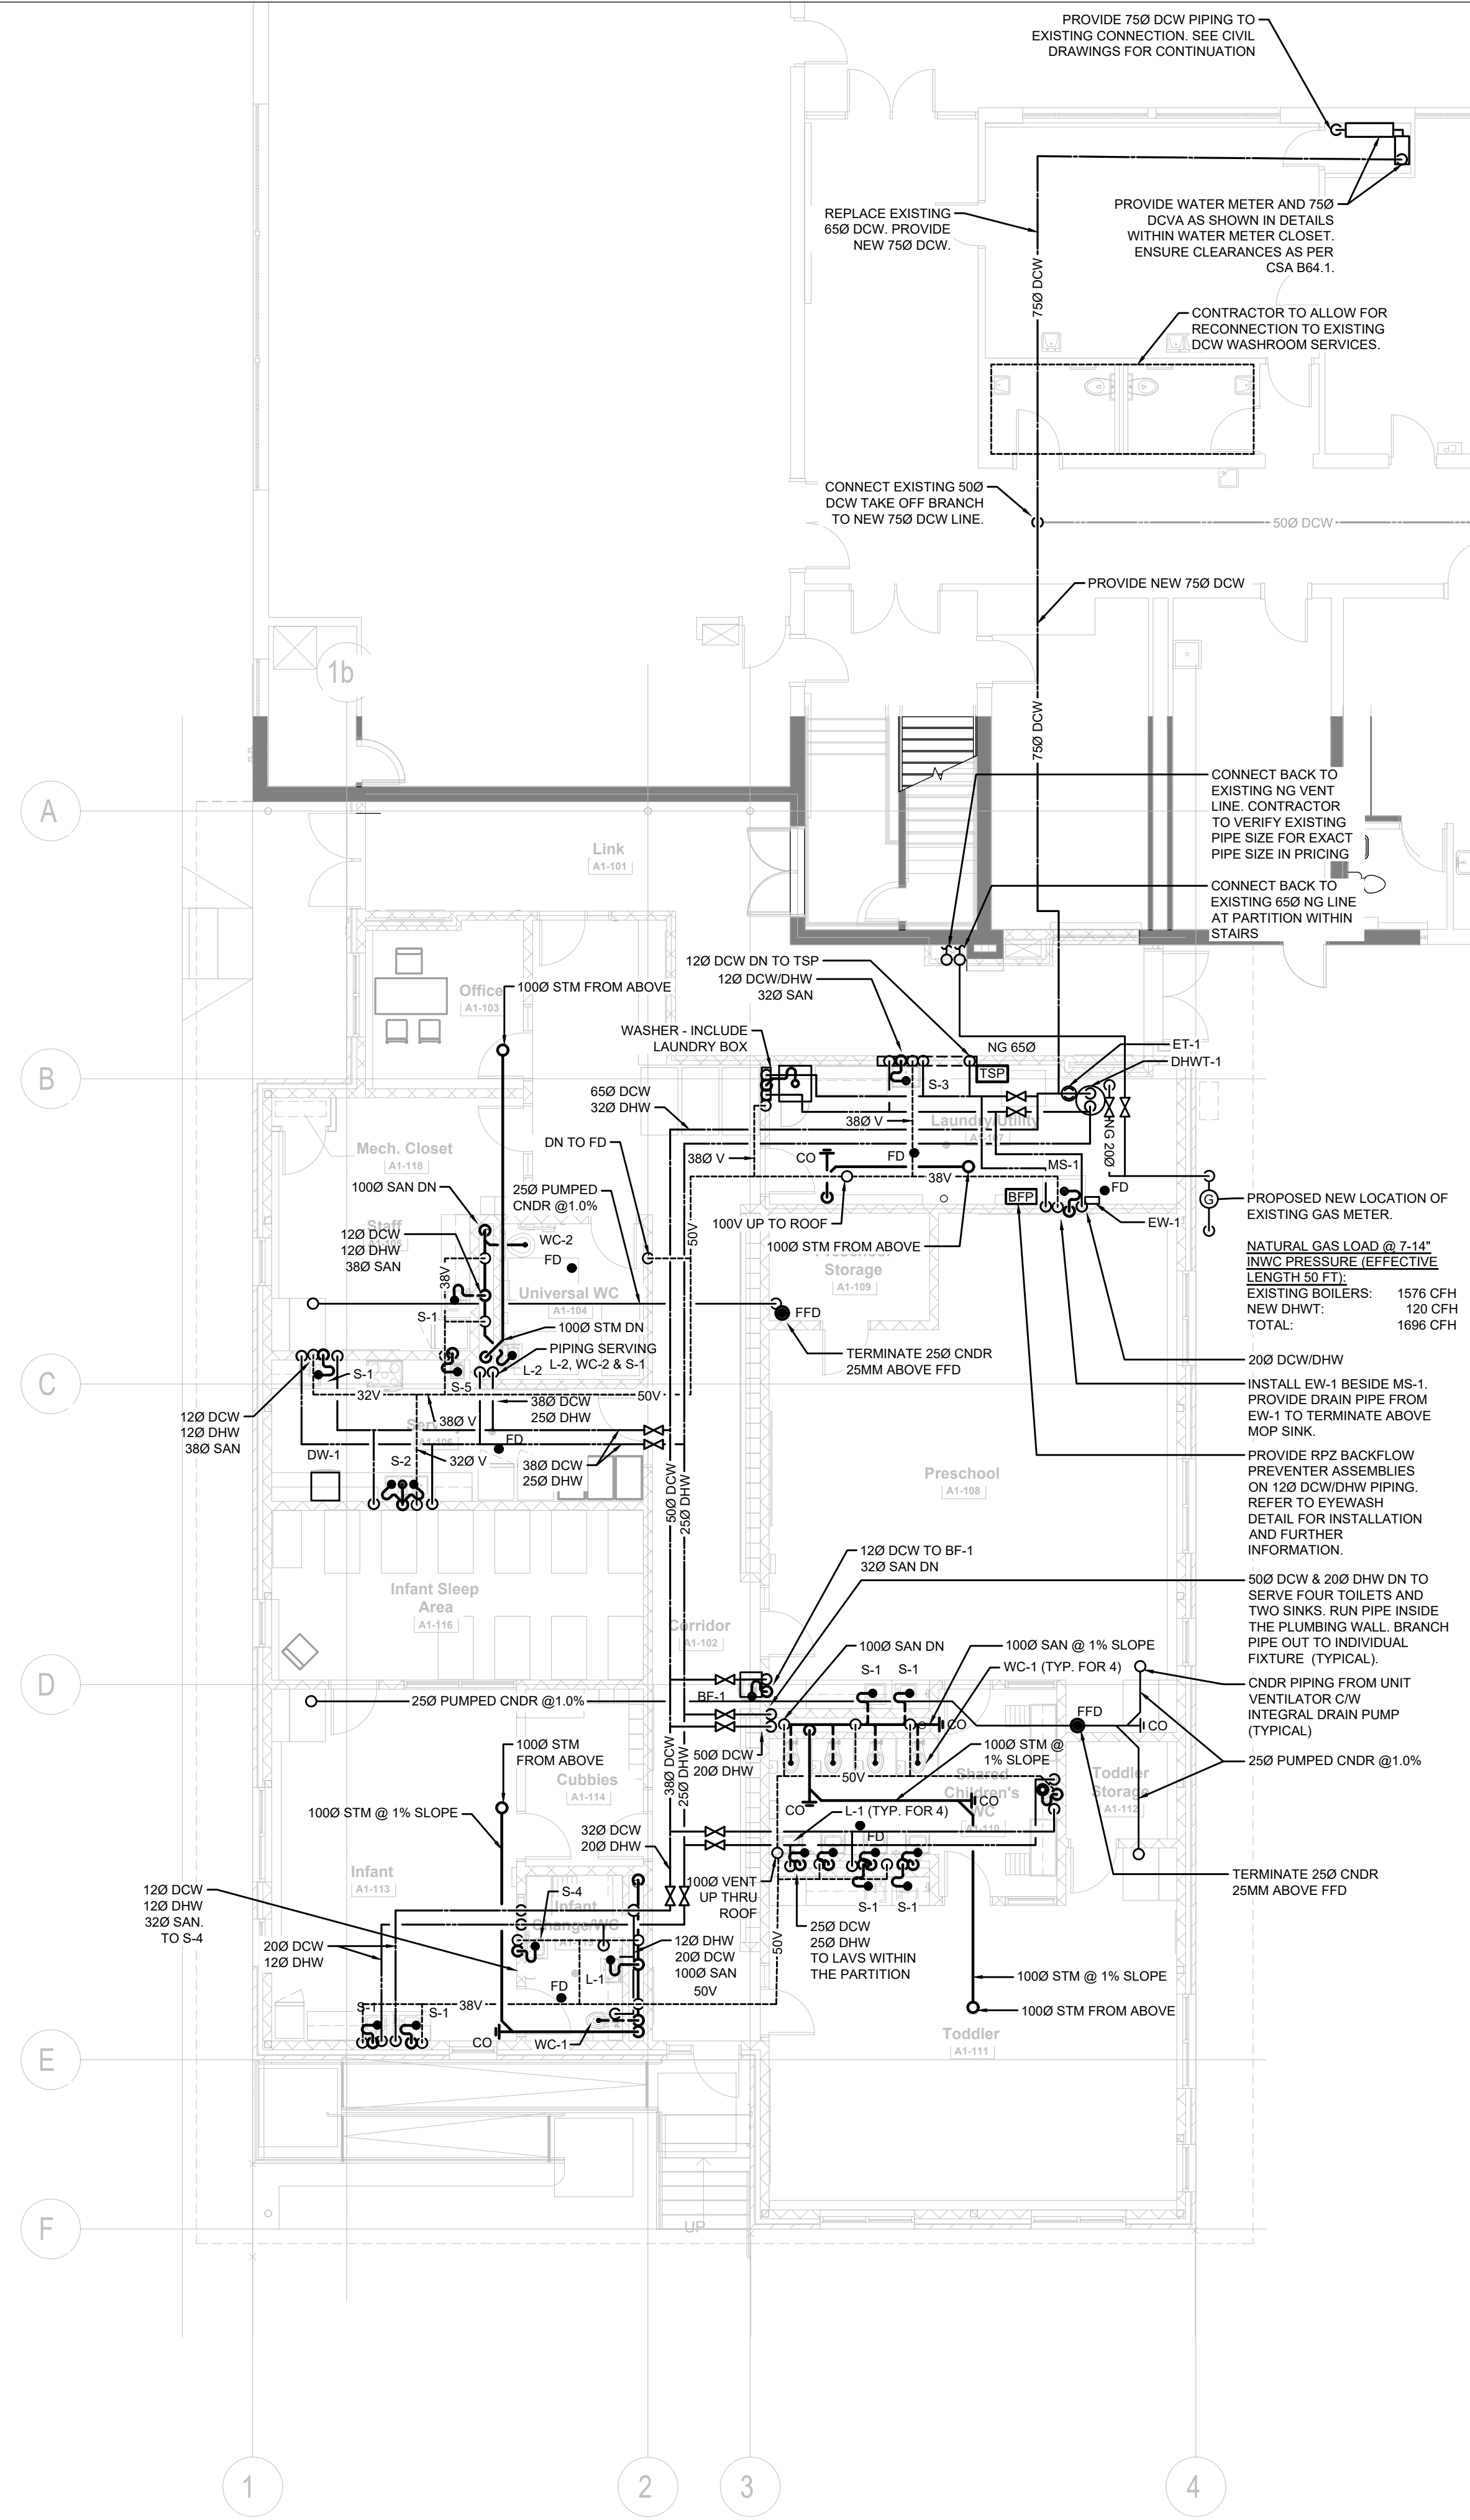 PROVIDE 75Ø DCW PIPING TO
EXISTING CONNECTION. SEE CIVIL
DRAWINGS FOR CONTINUATION
REPLACE EXISTING
65Ø DCW. PROVIDE
NEW 75Ø DCW.
PROVIDE WATER METER AND 75Ø
DCVA AS SHOWN IN DETAILS
WITHIN WATER METER CLOSET.
ENSURE CLEARANCES AS PER
CSA B64.1.
75Ø DCW
CONTRACTOR TO ALLOW FOR
RECONNECTION TO EXISTING
DCW WASHROOM SERVICES.
CONNECT EXISTING 50Ø
DCW TAKE OFF BRANCH
TO NEW 75Ø DCW LINE.
50Ø DCW
PROVIDE NEW 75Ø DCW
1b
75Ø DCW
A
CONNECT BACK TO
EXISTING NG VENT
LINE. CONTRACTOR
TO VERIFY EXISTING
PIPE SIZE FOR EXACT
PIPE SIZE IN PRICING
Link
A1-101
CONNECT BACK TO
EXISTING 65Ø NG LINE
AT PARTITION WITHIN
STAIRS
12Ø DCW DN TO TSP
12Ø DCW/DHW
32Ø SAN
Office
A1-103
100Ø STM FROM ABOVE
WASHER - INCLUDE
LAUNDRY BOX
NG 65Ø
ET-1
DHWT-1
B
TSP
S-3
65Ø DCW
32Ø DHW
38Ø V
Laundry/Utility
A1-107
NG 20Ø
Mech. Closet
A1-118
DN TO FD
38Ø V
CO
FD
38V
MS-1
FD
BFP
EW-1
100Ø SAN DN
25Ø PUMPED
CNDR @1.0%
100V UP TO ROOF
100Ø STM FROM ABOVE
PROPOSED NEW LOCATION OF
EXISTING GAS METER.
G
Staff
A1-105
12Ø DCW
12Ø DHW
38Ø SAN
38V
WC-2
FD
50V
Preschool
Storage
A1-109
NATURAL GAS LOAD @ 7-14"
INWC PRESSURE (EFFECTIVE
LENGTH 50 FT):
EXISTING BOILERS: 1576 CFH
NEW DHWT: 120 CFH
TOTAL: 1696 CFH
Universal WC
A1-104
S-1
FFD
100Ø STM DN
PIPING SERVING
L-2, WC-2 & S-1
TERMINATE 25Ø CNDR
25MM ABOVE FFD
20Ø DCW/DHW
C
S-1
S-5
L-2
32V
50V
INSTALL EW-1 BESIDE MS-1.
PROVIDE DRAIN PIPE FROM
EW-1 TO TERMINATE ABOVE
MOP SINK.
12Ø DCW
12Ø DHW
38Ø SAN
38Ø DCW
25Ø DHW
38Ø V
A1-106
DW-1
S-2
32Ø V
FD
38Ø DCW
25Ø DHW
PROVIDE RPZ BACKFLOW
PREVENTER ASSEMBLIES
ON 12Ø DCW/DHW PIPING.
REFER TO EYEWASH
DETAIL FOR INSTALLATION
AND FURTHER
INFORMATION.
Preschool
A1-108
50Ø DCW
25Ø DHW
12Ø DCW TO BF-1
32Ø SAN DN
Infant Sleep
Area
A1-116
50Ø DCW & 20Ø DHW DN TO
SERVE FOUR TOILETS AND
TWO SINKS. RUN PIPE INSIDE
THE PLUMBING WALL. BRANCH
PIPE OUT TO INDIVIDUAL
FIXTURE (TYPICAL).
Corridor
A1-102
100Ø SAN DN
100Ø SAN @ 1% SLOPE
S-1
S-1
WC-1 (TYP. FOR 4)
D
25Ø PUMPED CNDR @1.0%
BF-1
CO
FFD
CO
CNDR PIPING FROM UNIT
VENTILATOR C/W
INTEGRAL DRAIN PUMP
(TYPICAL)
100Ø STM
FROM ABOVE
50Ø DCW
20Ø DHW
100Ø STM @
1% SLOPE
25Ø PUMPED CNDR @1.0%
Cubbies
A1-114
38Ø DCW
25Ø DHW
50V
Shared
Children's
WC
A1-110
Toddler
Storage
A1-112
CO
CO
100Ø STM @ 1% SLOPE
L-1 (TYP. FOR 4)
FD
32Ø DCW
20Ø DHW
Infant
A1-113
100Ø VENT
UP THRU
ROOF
TERMINATE 25Ø CNDR
25MM ABOVE FFD
12Ø DCW
12Ø DHW
32Ø SAN.
TO S-4
S-4
Infant
Change/WC
S-1
S-1
20Ø DCW
12Ø DHW
12Ø DHW
20Ø DCW
100Ø SAN
50V
50V
25Ø DCW
25Ø DHW
TO LAVS WITHIN
THE PARTITION
FD
L-1
100Ø STM @ 1% SLOPE
S-1
S-1
38V
100Ø STM FROM ABOVE
CO
WC-1
Toddler
A1-111
E
F
UP
1
2
3
4